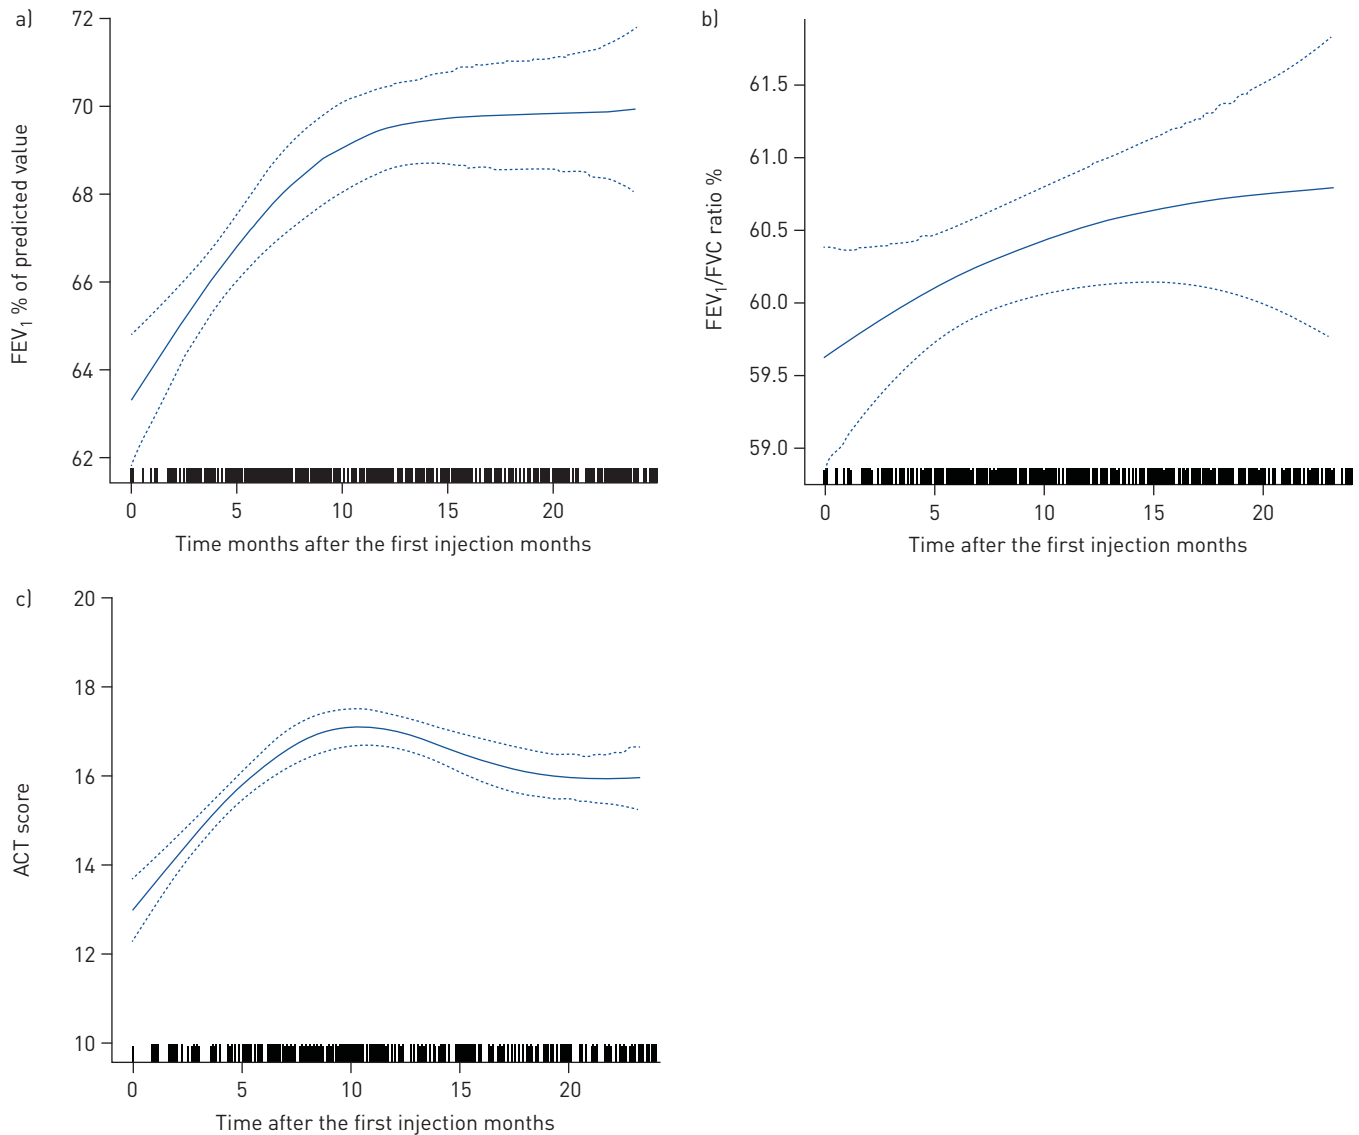 a)
72
70
68
66
64
62
FEV1 % of predicted value
0 5 10 15 20
Time months after the first injection months
b)
61.5
61.0
60.5
60.0
59.5
59.0
FEV1/FVC ratio %
0 5 10 15 20
Time after the first injection months
c)
20
18
16
14
12
10
ACT score
0 5 10 15 20
Time after the first injection months